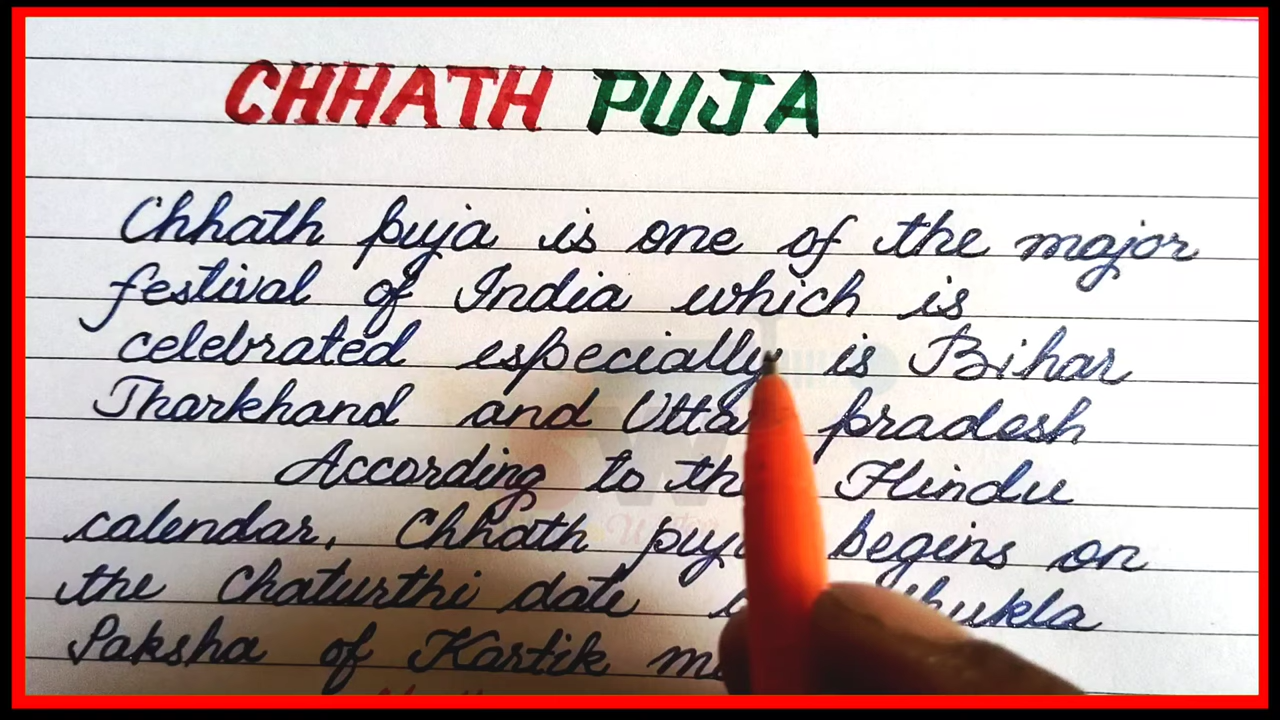 CHHATH PUJA
Chhath puja is one of the major
festival of India which is
celebrated especially is Bihar
Jharkhand and Uttar pradesh
According to the Hindu
calendar, Chhath puja begins on
the Chaturthi date Shukla
Paksha of Kartik